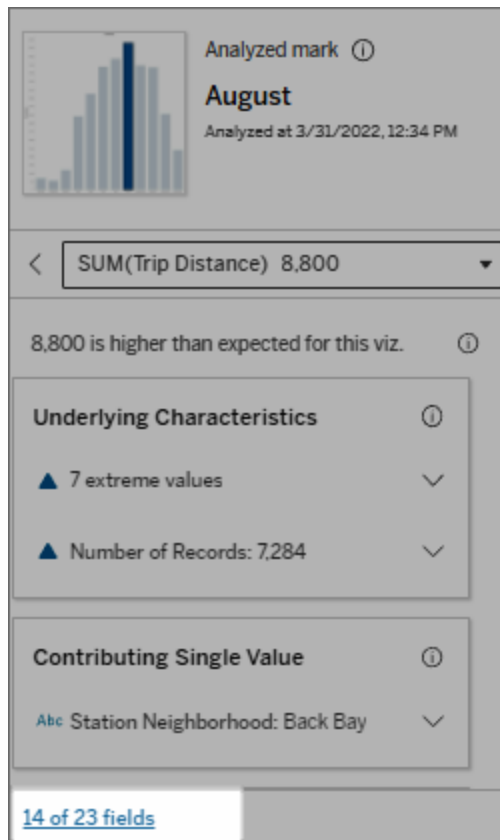 Analyzed mark
August
Analyzed at 3/31/2022, 12:34 PM
SUM(Trip Distance) 8,800
8,800 is higher than expected for this viz.
Underlying Characteristics
7 extreme values
Number of Records: 7,284
Contributing Single Value
Abc Station Neighborhood: Back Bay
14 of 23 fields